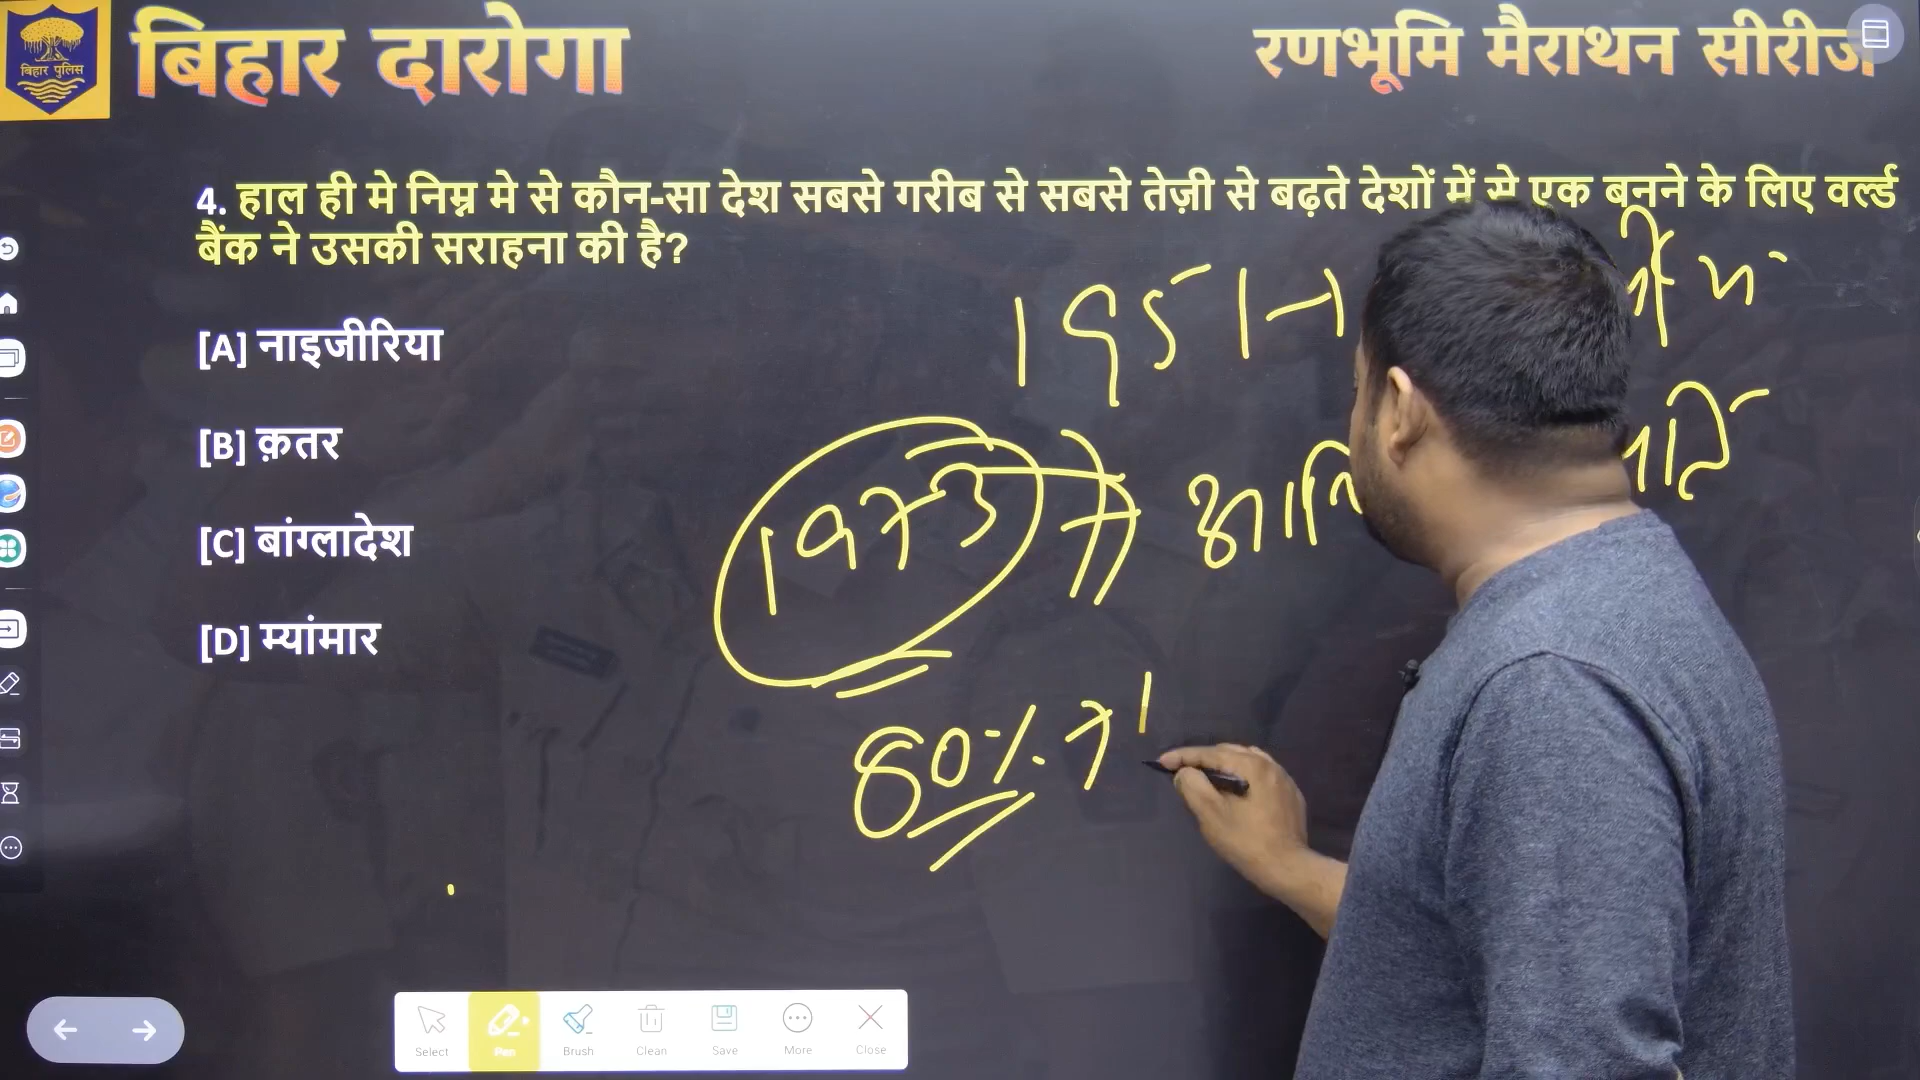 बिहार पुलिस
बिहार दारोगा
रणभूमि मैराथन सीरीज
4. हाल ही मे निम्न मे से कौन-सा देश सबसे गरीब से सबसे तेज़ी से बढ़ते देशों में से एक बनने के लिए वर्ल्ड
बैंक ने उसकी सराहना की है?
[A] नाइजीरिया
[B] क़तर
[C] बांग्लादेश
[D] म्यांमार
1951
1973 में
80%
Select
Pen
Brush
Clean
Save
More
Close